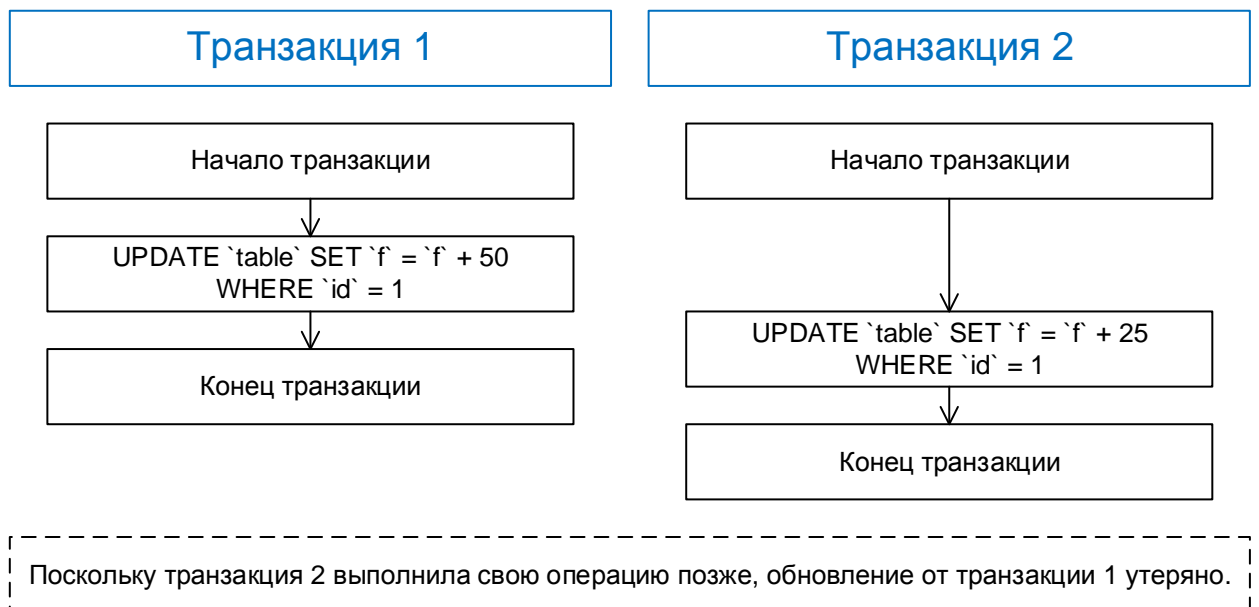 Транзакция 1
Начало транзакции
UPDATE `table` SET `f` = `f` + 50
WHERE `id` = 1
Конец транзакции
Транзакция 2
Начало транзакции
UPDATE `table` SET `f` = `f` + 25
WHERE `id` = 1
Конец транзакции
Поскольку транзакция 2 выполнила свою операцию позже, обновление от транзакции 1 утеряно.